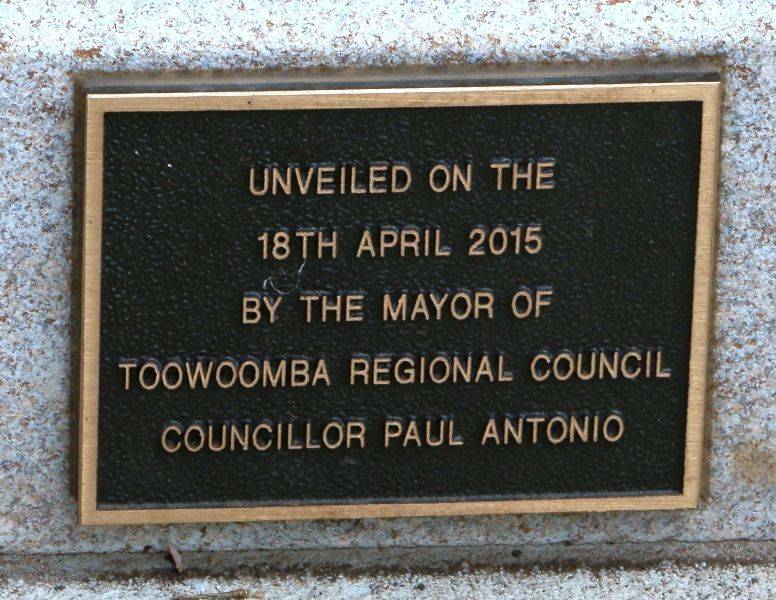 UNVEILED ON THE
18TH APRIL 2015
BY THE MAYOR OF
TOOWOOMBA REGIONAL COUNCIL
COUNCILLOR PAUL ANTONIO